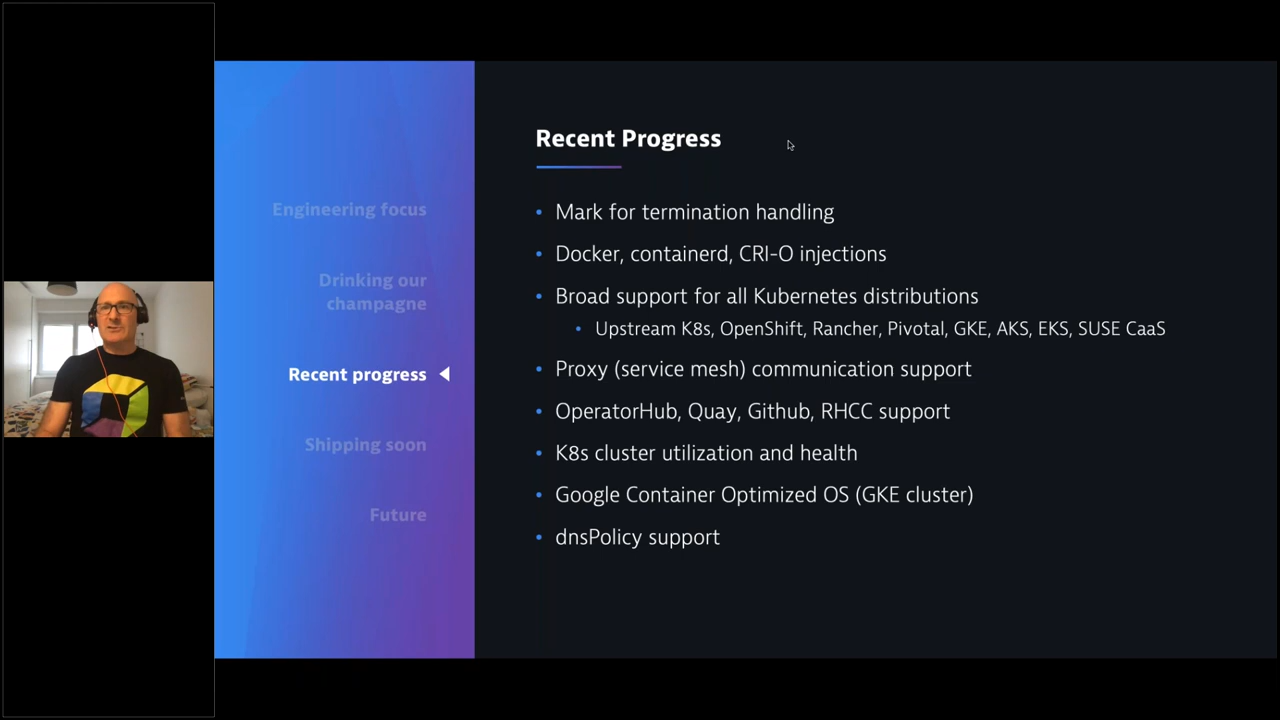 Engineering focus
Drinking our
champagne
Recent progress
Shipping soon
Future
Recent Progress
• Mark for termination handling
• Docker, containerd, CRI-O injections
• Broad support for all Kubernetes distributions
• Upstream K8s, OpenShift, Rancher, Pivotal, GKE, AKS, EKS, SUSE CaaS
• Proxy (service mesh) communication support
• OperatorHub, Quay, Github, RHCC support
• K8s cluster utilization and health
• Google Container Optimized OS (GKE cluster)
• dnsPolicy support